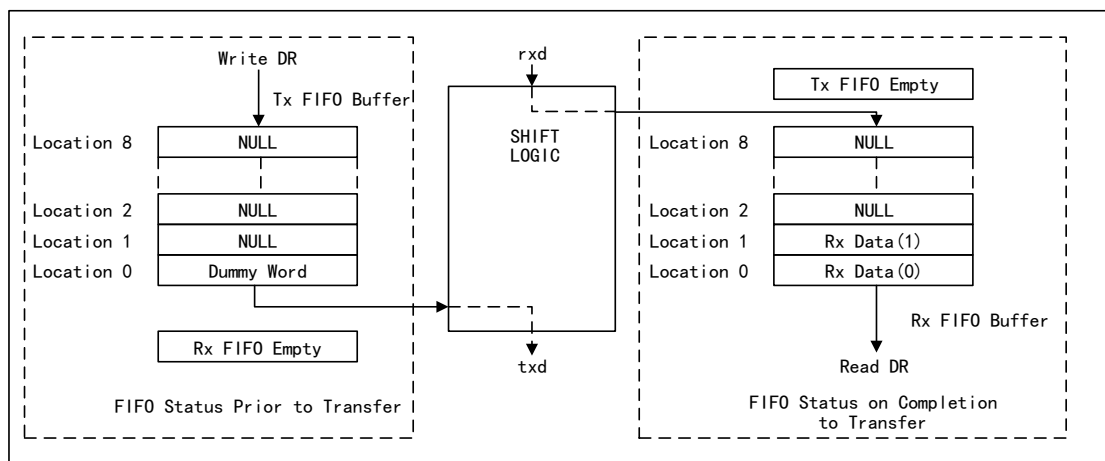 Write DR
Tx FIFO Buffer
Location 8
NULL
Location 2
NULL
Location 1
NULL
Location 0
Dummy Word
Rx FIFO Empty
FIFO Status Prior to Transfer
rxd
SHIFT
LOGIC
txd
Tx FIFO Empty
Location 8
NULL
Location 2
NULL
Location 1
Rx Data(1)
Location 0
Rx Data(0)
Rx FIFO Buffer
Read DR
FIFO Status on Completion
to Transfer